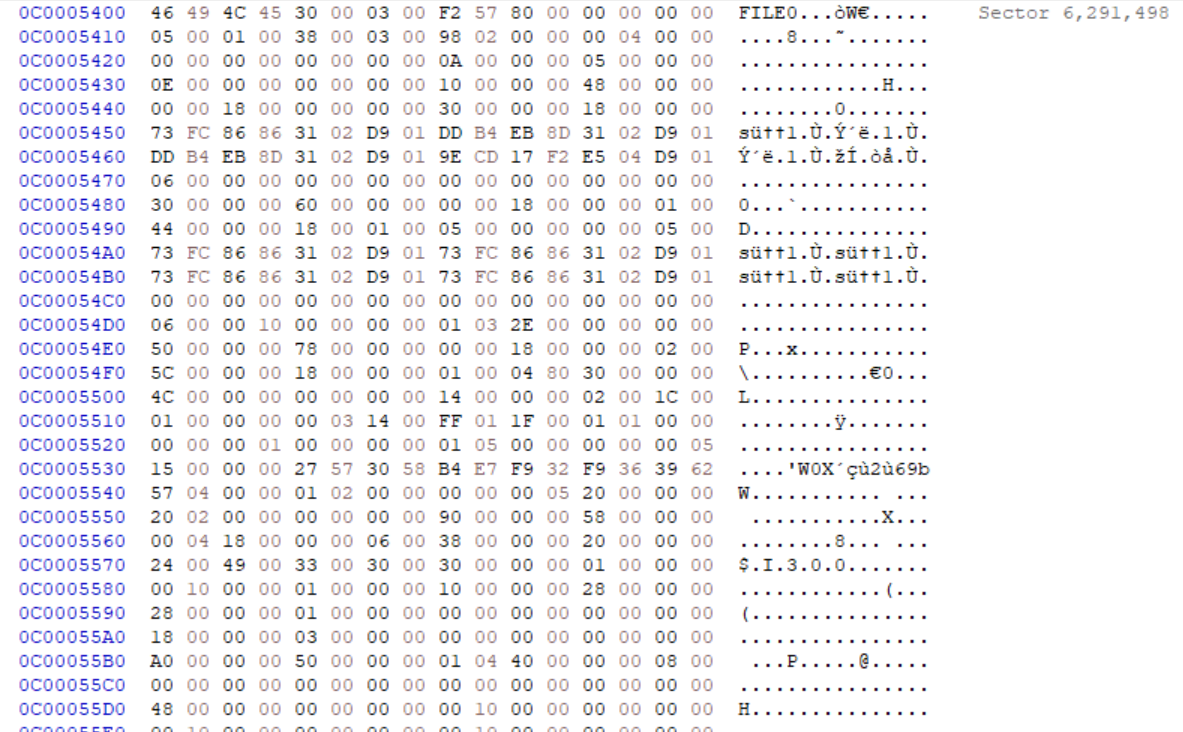 0C0005400 46 49 4C 45 30 00 03 00 F2 57 80 00 00 00 00 00 FILE0...òW€..... Sector 6,291,498
0C0005410 05 00 01 00 38 00 03 00 98 02 00 00 00 04 00 00 ....8...˜.......
0C0005420 00 00 00 00 00 00 00 00 0A 00 00 00 05 00 00 00 ................
0C0005430 0E 00 00 00 00 00 00 00 10 00 00 00 48 00 00 00 ............H...
0C0005440 00 00 18 00 00 00 00 00 30 00 00 00 18 00 00 00 ........0.......
0C0005450 73 FC 86 86 31 02 D9 01 DD B4 EB 8D 31 02 D9 01 sü††1.Ù.Ý´ë.1.Ù.
0C0005460 DD B4 EB 8D 31 02 D9 01 9E CD 17 F2 E5 04 D9 01 Ý´ë.1.Ù.žÍ.òå.Ù.
0C0005470 06 00 00 00 00 00 00 00 00 00 00 00 00 00 00 00 ................
0C0005480 30 00 00 00 60 00 00 00 00 00 18 00 00 00 01 00 0...`...........
0C0005490 44 00 00 00 18 00 01 00 05 00 00 00 00 00 05 00 D...............
0C00054A0 73 FC 86 86 31 02 D9 01 73 FC 86 86 31 02 D9 01 sü††1.Ù.sü††1.Ù.
0C00054B0 73 FC 86 86 31 02 D9 01 73 FC 86 86 31 02 D9 01 sü††1.Ù.sü††1.Ù.
0C00054C0 00 00 00 00 00 00 00 00 00 00 00 00 00 00 00 00 ................
0C00054D0 06 00 00 10 00 00 00 00 01 03 2E 00 00 00 00 00 ................
0C00054E0 50 00 00 00 78 00 00 00 00 00 18 00 00 00 02 00 P...x...........
0C00054F0 5C 00 00 00 18 00 00 00 01 00 04 80 30 00 00 00 \..........€0...
0C0005500 4C 00 00 00 00 00 00 00 14 00 00 00 02 00 1C 00 L...............
0C0005510 01 00 00 00 00 03 14 00 FF 01 1F 00 01 01 00 00 ........ÿ.......
0C0005520 00 00 00 01 00 00 00 00 01 05 00 00 00 00 00 05 ................
0C0005530 15 00 00 00 27 57 30 58 B4 E7 F9 32 F9 36 39 62 ....'W0X´çù2ù69b
0C0005540 57 04 00 00 01 02 00 00 00 00 00 05 20 00 00 00 W........... ...
0C0005550 20 02 00 00 00 00 00 00 90 00 00 00 58 00 00 00 ...........X...
0C0005560 00 04 18 00 00 00 06 00 38 00 00 00 20 00 00 00 ........8... ...
0C0005570 24 00 49 00 33 00 30 00 30 00 00 00 01 00 00 00 $.I.3.0.0.......
0C0005580 00 10 00 00 01 00 00 00 10 00 00 00 28 00 00 00 ............(...
0C0005590 28 00 00 00 01 00 00 00 00 00 00 00 00 00 00 00 (...............
0C00055A0 18 00 00 00 03 00 00 00 00 00 00 00 00 00 00 00 ................
0C00055B0 A0 00 00 00 50 00 00 00 01 04 40 00 00 00 08 00 ...P.....@.....
0C00055C0 00 00 00 00 00 00 00 00 00 00 00 00 00 00 00 00 ................
0C00055D0 48 00 00 00 00 00 00 00 00 10 00 00 00 00 00 00 H...............